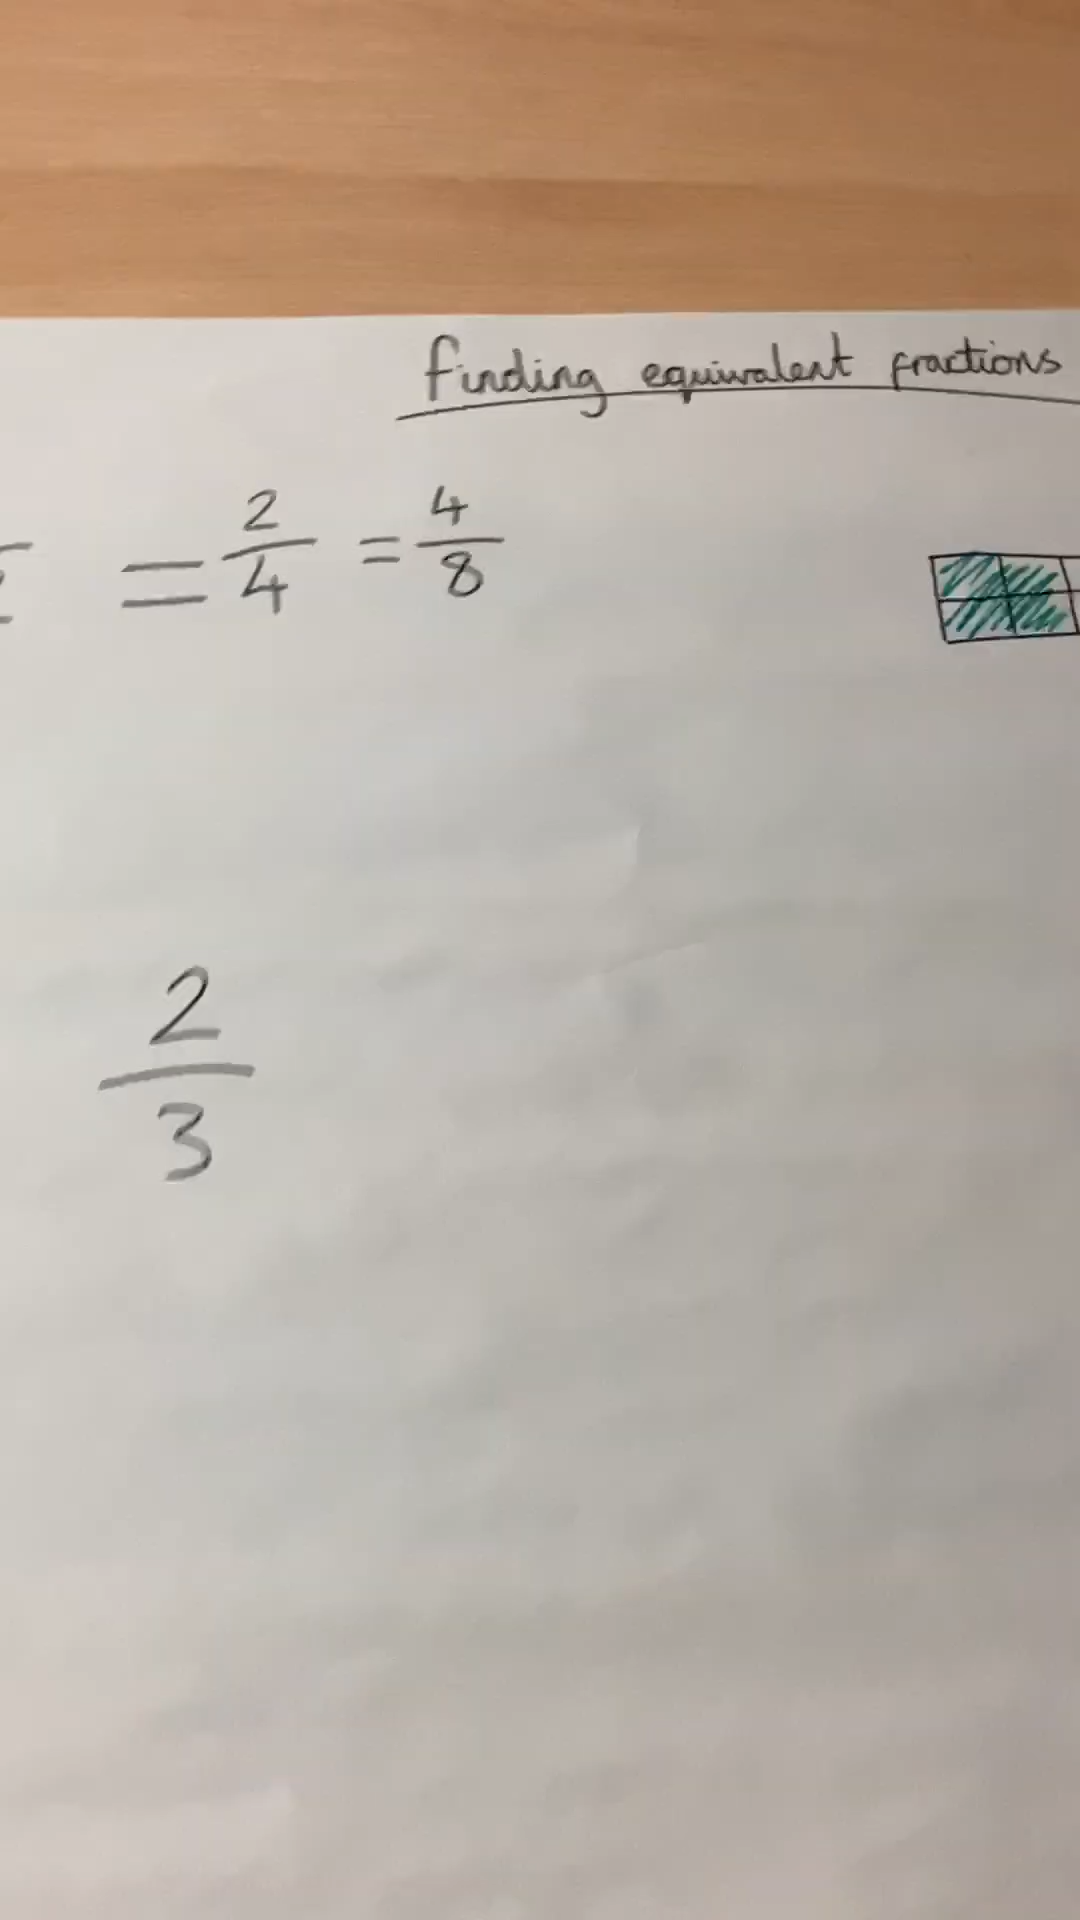 finding equivalent fractions
= 2/4 = 4/8
2/3